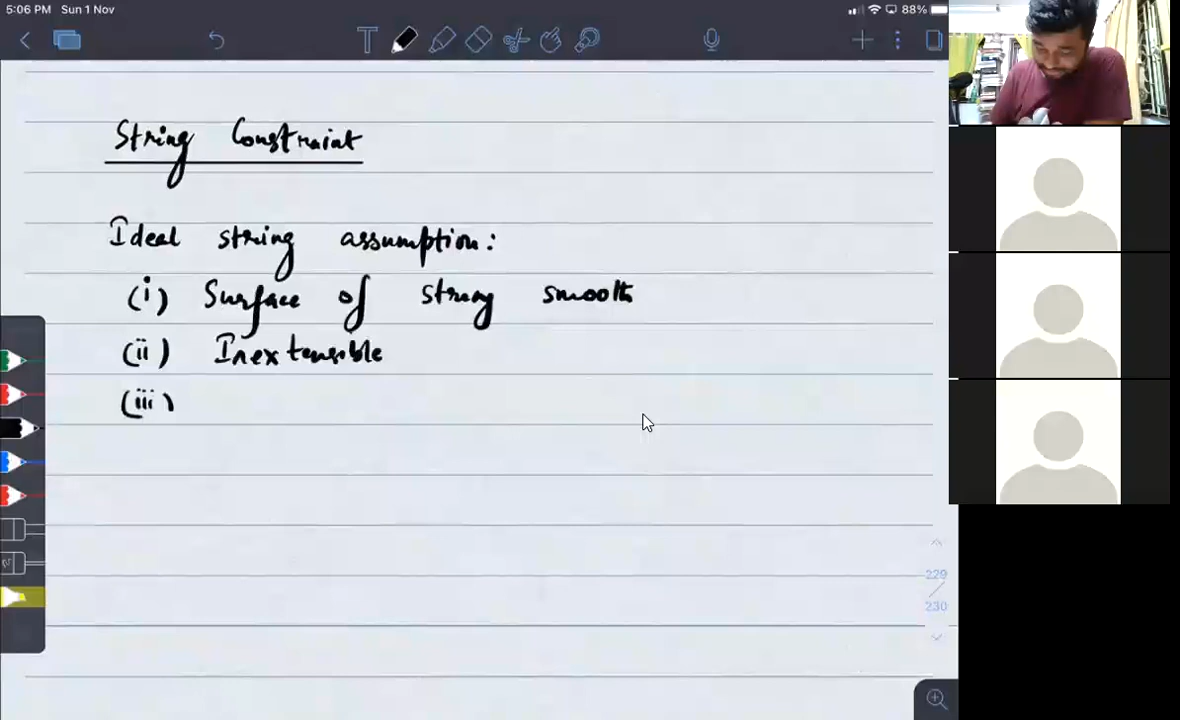 5:06 PM Sun 1 Nov 88%
String Constraint
Ideal string assumption:
(i) Surface of string smooth
(ii) Inextensible
(iii)
229
230